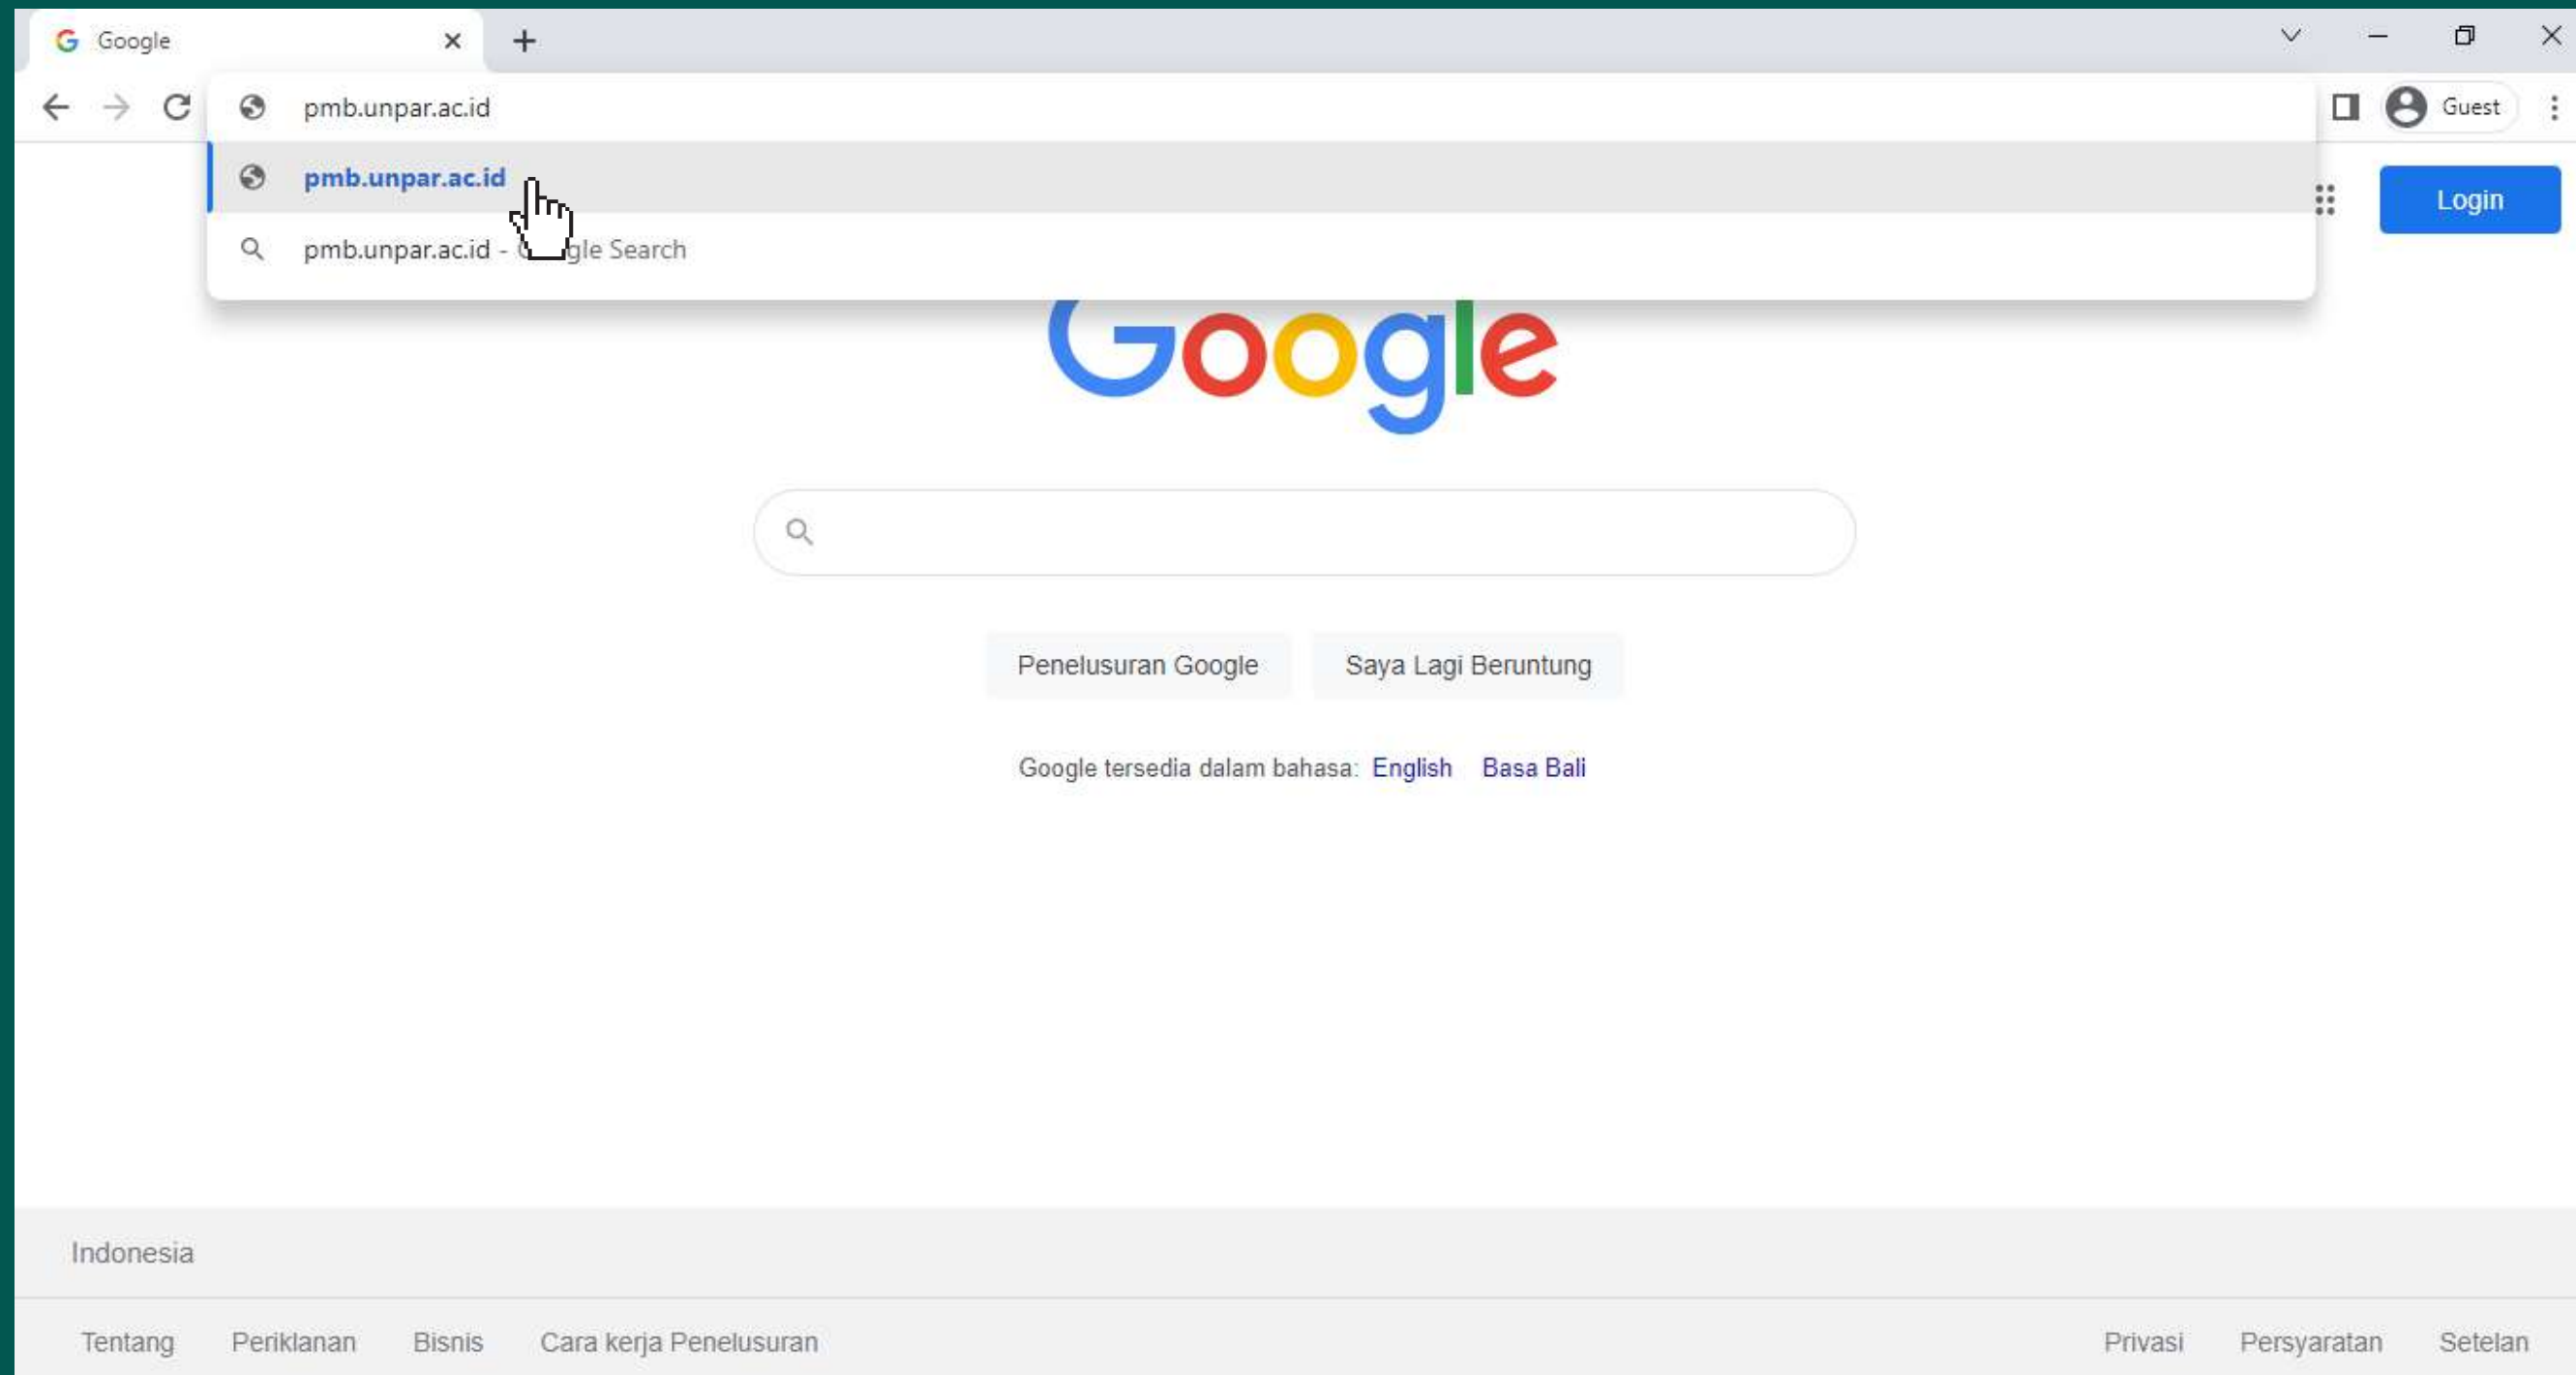 Google
pmb.unpar.ac.id
Guest
pmb.unpar.ac.id
Login
pmb.unpar.ac.id - Google Search
Google
Penelusuran Google Saya Lagi Beruntung
Google tersedia dalam bahasa: English Basa Bali
Indonesia
Tentang Periklanan Bisnis Cara kerja Penelusuran Privasi Persyaratan Setelan